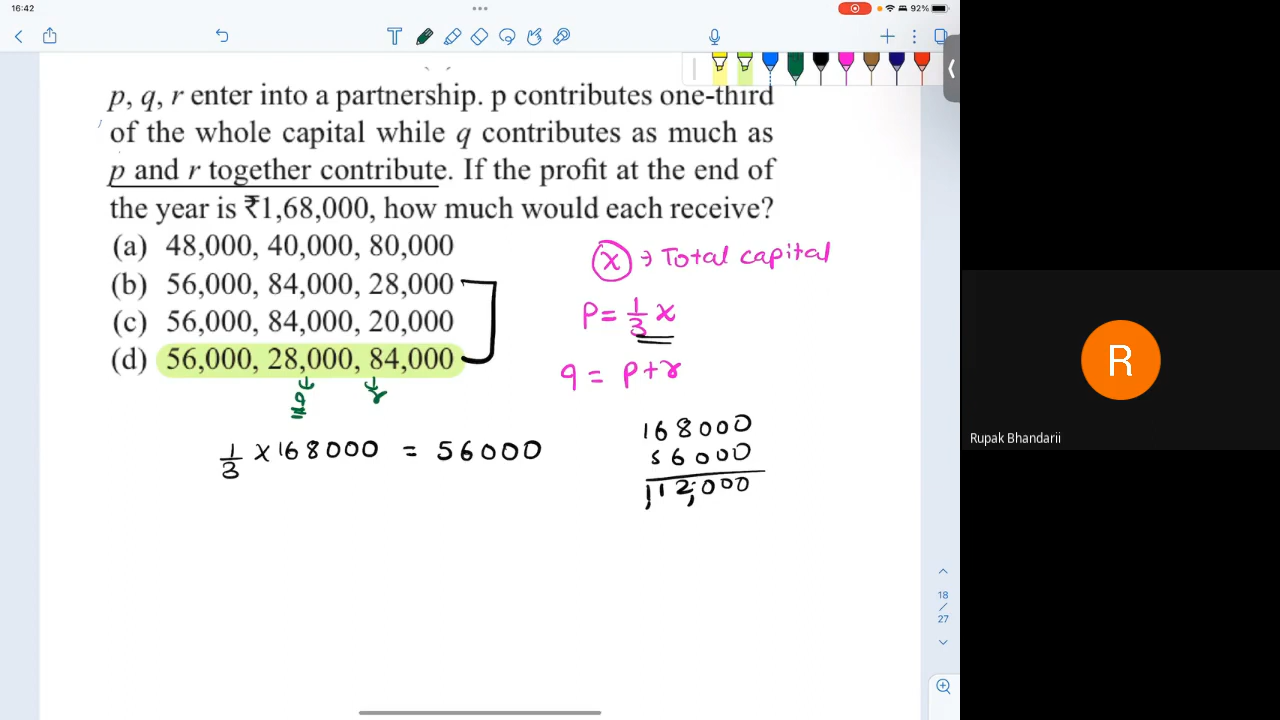 16:42
92%
T
p, q, r enter into a partnership. p contributes one-third
of the whole capital while q contributes as much as
p and r together contribute. If the profit at the end of
the year is ₹1,68,000, how much would each receive?
(a) 48,000, 40,000, 80,000
(b) 56,000, 84,000, 28,000
(c) 56,000, 84,000, 20,000
(d) 56,000, 28,000, 84,000
q r
x → Total capital
P = 1/3 x
q = P + r
1/3 × 168000 = 56000
168000
56000
1,12,000
18
/
27
R
Rupak Bhandarii